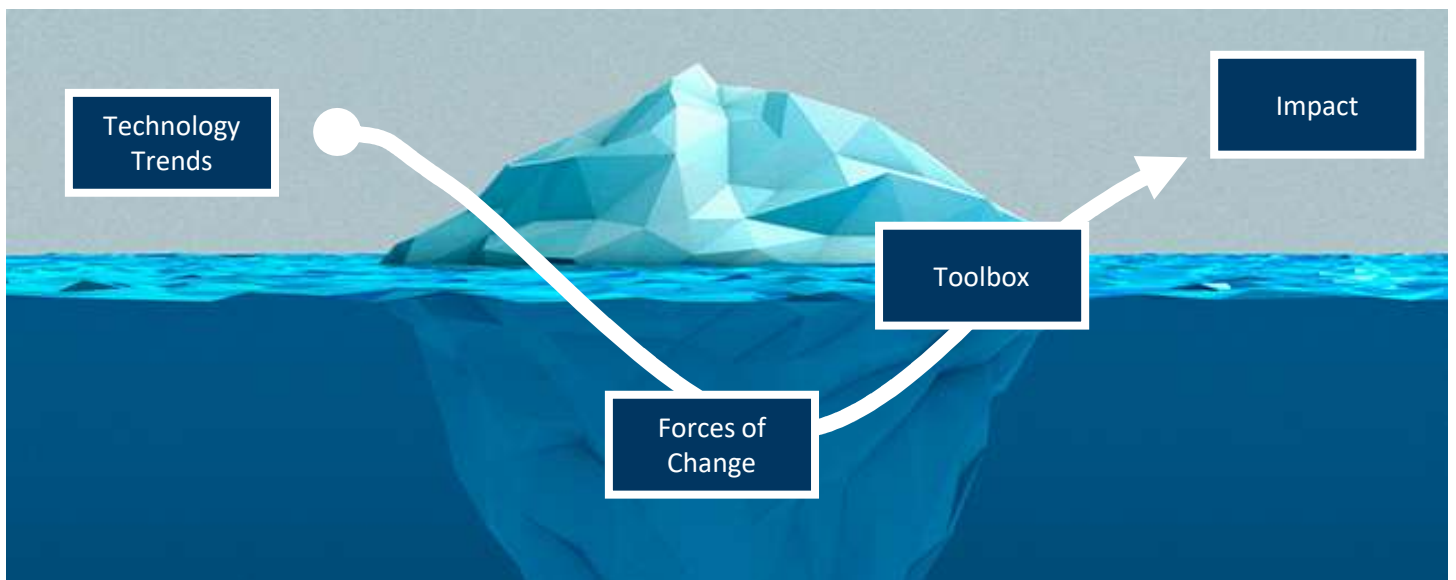 Technology
Trends
Forces of
Change
Toolbox
Impact